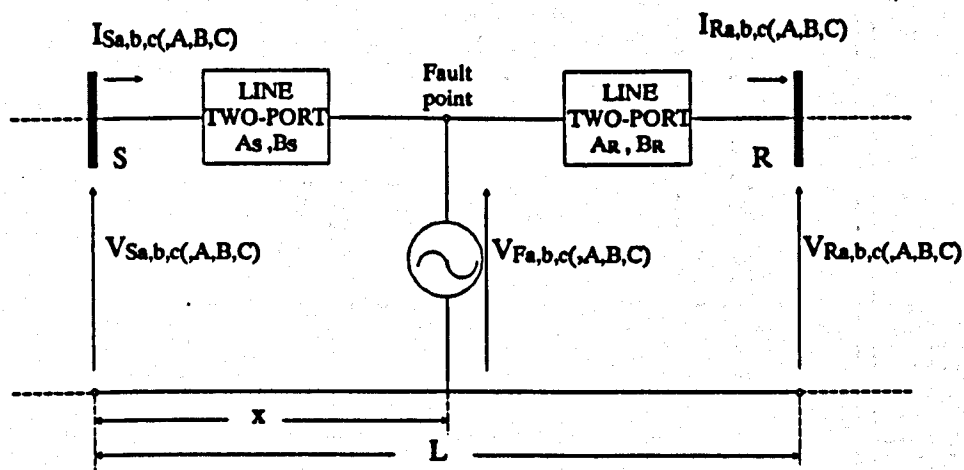 ISa,b,c(,A,B,C)
IRa,b,c(,A,B,C)
Fault
point
LINE
TWO-PORT
AS ,BS
LINE
TWO-PORT
AR , BR
S
R
VSa,b,c(,A,B,C)
VFa,b,c(,A,B,C)
VRa,b,c(,A,B,C)
x
L